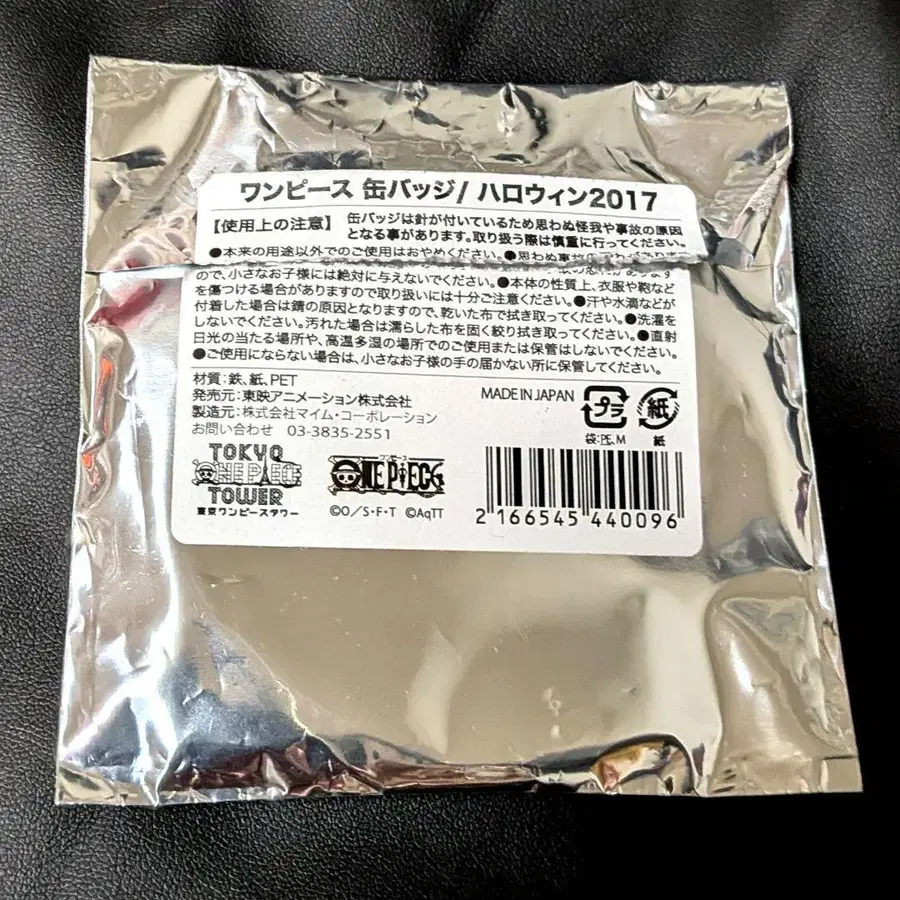 ワンピース 缶バッジ/ ハロウィン2017
【使用上の注意】 缶バッジは針が付いているため思わぬ怪我や事故の原因
となる事があります。取り扱う際は慎重に行ってください。
●本来の用途以外でのご使用はおやめください。●思わぬ事故
ので、小さなお子様には絶対に与えないでください。●本体の性質上、衣服や鞄など
を傷つける場合がありますので取り扱いには十分ご注意ください。●汗や水滴などが
付着した場合は錆の原因となりますので、乾いた布で拭き取ってください。●洗濯を
しないでください。汚れた場合は濡らした布を固く絞り拭き取ってください。●直射
日光の当たる場所や、高温多湿の場所でのご使用または保管はしないでください。
●ご使用にならない場合は、小さなお子様の手の届かない所に保管してください。
材質：鉄、紙、PET
発売元：東映アニメーション株式会社
製造元：株式会社マイム・コーポレーション
お問い合わせ 03-3835-2551
MADE IN JAPAN
プラ
紙
袋:PE、M
紙
TOKYO
ONE PIECE
TOWER
東京ワンピースタワー
ワンピース
ONE PIECE
©O／S・F・T ©AqTT
2 166545 440096